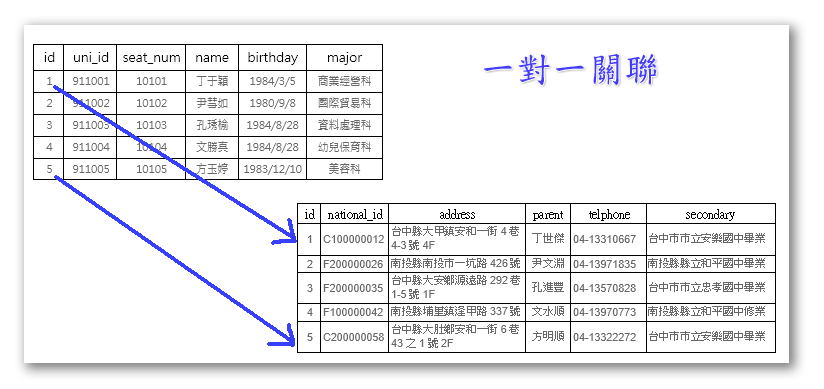 一對一關聯
id uni_id seat_num name birthday major
1 911001 10101 丁于穎 1984/3/5 商業經營科
2 911002 10102 尹彗如 1980/9/8 國際貿易科
3 911003 10103 孔琇榆 1984/8/28 資料處理科
4 911004 10104 文勝真 1984/8/28 幼兒保育科
5 911005 10105 方玉婷 1983/12/10 美容科
id national_id address parent telphone secondary
1 C100000012 台中縣大甲鎮安和一街 4 巷 丁世傑 04-13310667 台中市市立安樂國中畢業
4-3 號 4F
2 F200000026 南投縣南投市一坑路 426 號 尹文淵 04-13971835 南投縣縣立和平國中畢業
3 F200000035 台中縣大安鄉源遠路 292 巷 孔進豐 04-13570828 台中市市立忠孝國中畢業
1-5 號 1F
4 F100000042 南投縣埔里鎮逢甲路 337 號 文水順 04-13970773 南投縣縣立和平國中修業
5 C200000058 台中縣大肚鄉安和一街 6 巷 方明順 04-13322272 台中市市立安樂國中畢業
43 之 1 號 2F